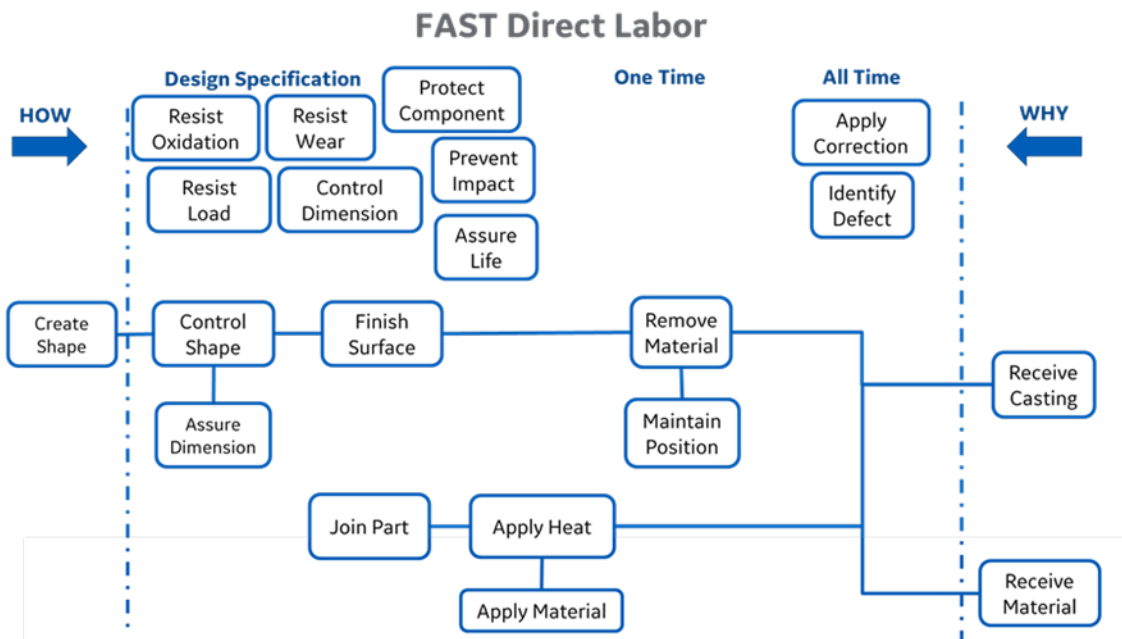 FAST Direct Labor
Design Specification
One Time
All Time
HOW
WHY
Resist
Oxidation
Resist
Wear
Protect
Component
Apply
Correction
Prevent
Impact
Resist
Load
Control
Dimension
Identify
Defect
Assure
Life
Create
Shape
Control
Shape
Finish
Surface
Remove
Material
Receive
Casting
Assure
Dimension
Maintain
Position
Join Part
Apply Heat
Apply Material
Receive
Material